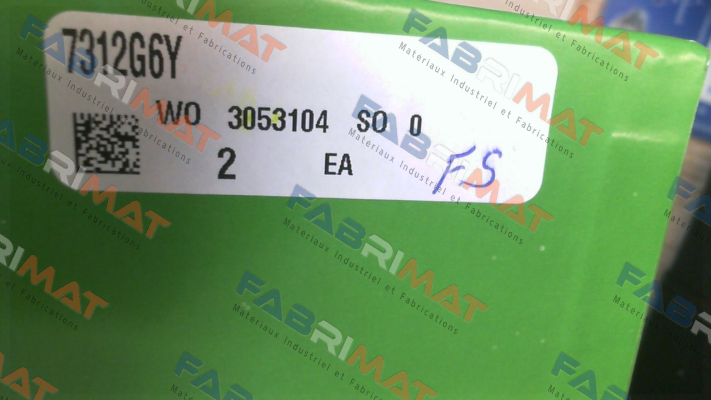 7312G6Y
WO 3053104 SO 0
2 EA
FS
FABRIMAT
Materiaux Industriel et Fabrications